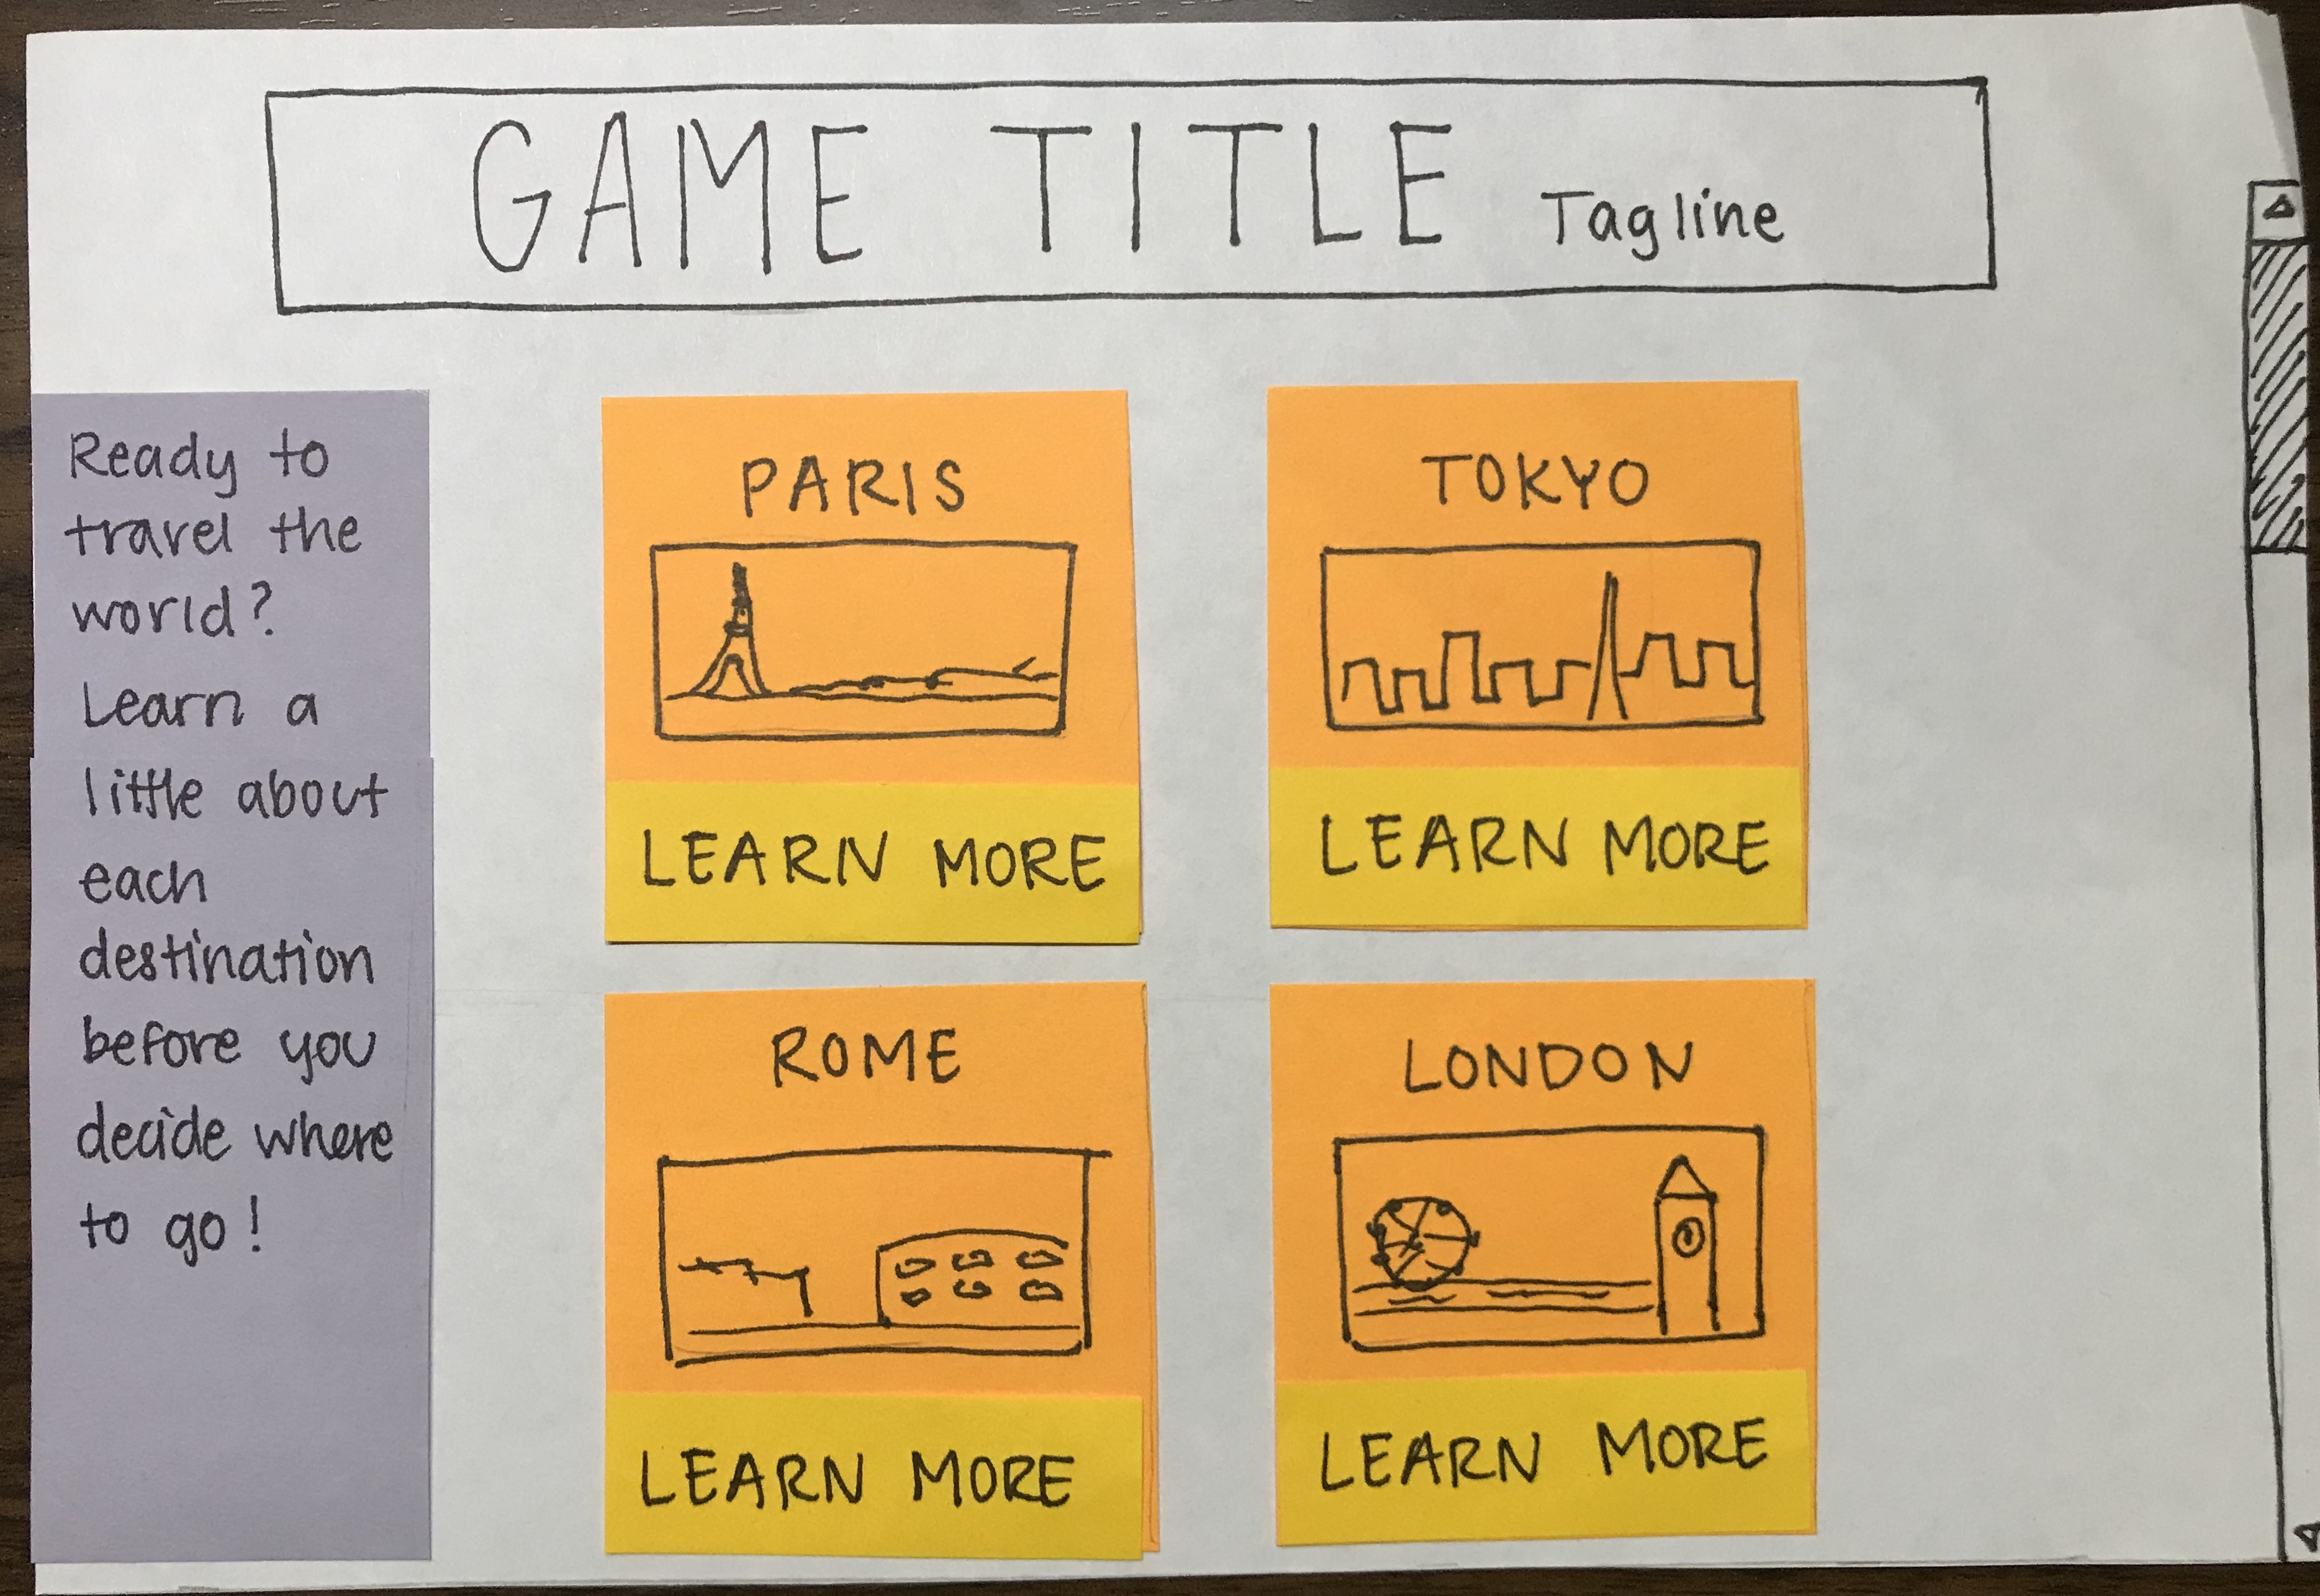 GAME TITLE Tagline
Ready to
travel the
world?
Learn a
little about
each
destination
before you
decide where
to go!
PARIS
LEARN MORE
TOKYO
LEARN MORE
ROME
LEARN MORE
LONDON
LEARN MORE